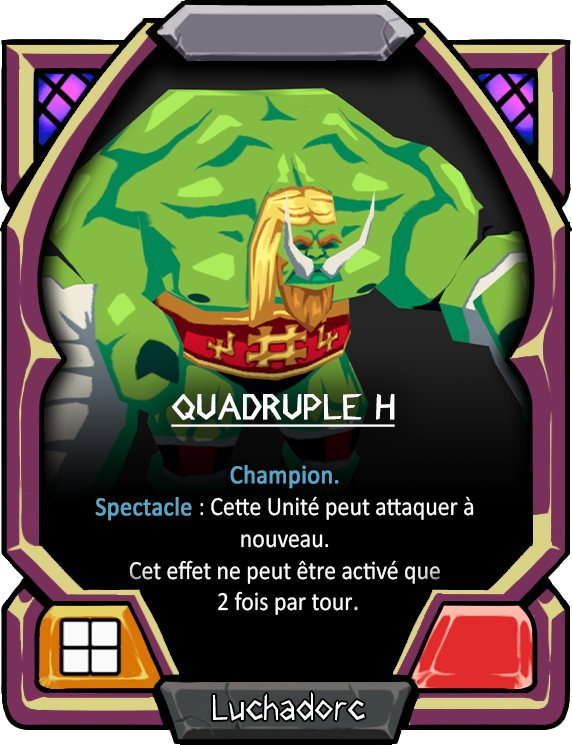 QUADRUPLE H
Champion.
Spectacle : Cette Unité peut attaquer à
nouveau.
Cet effet ne peut être activé que
2 fois par tour.
Luchadorc